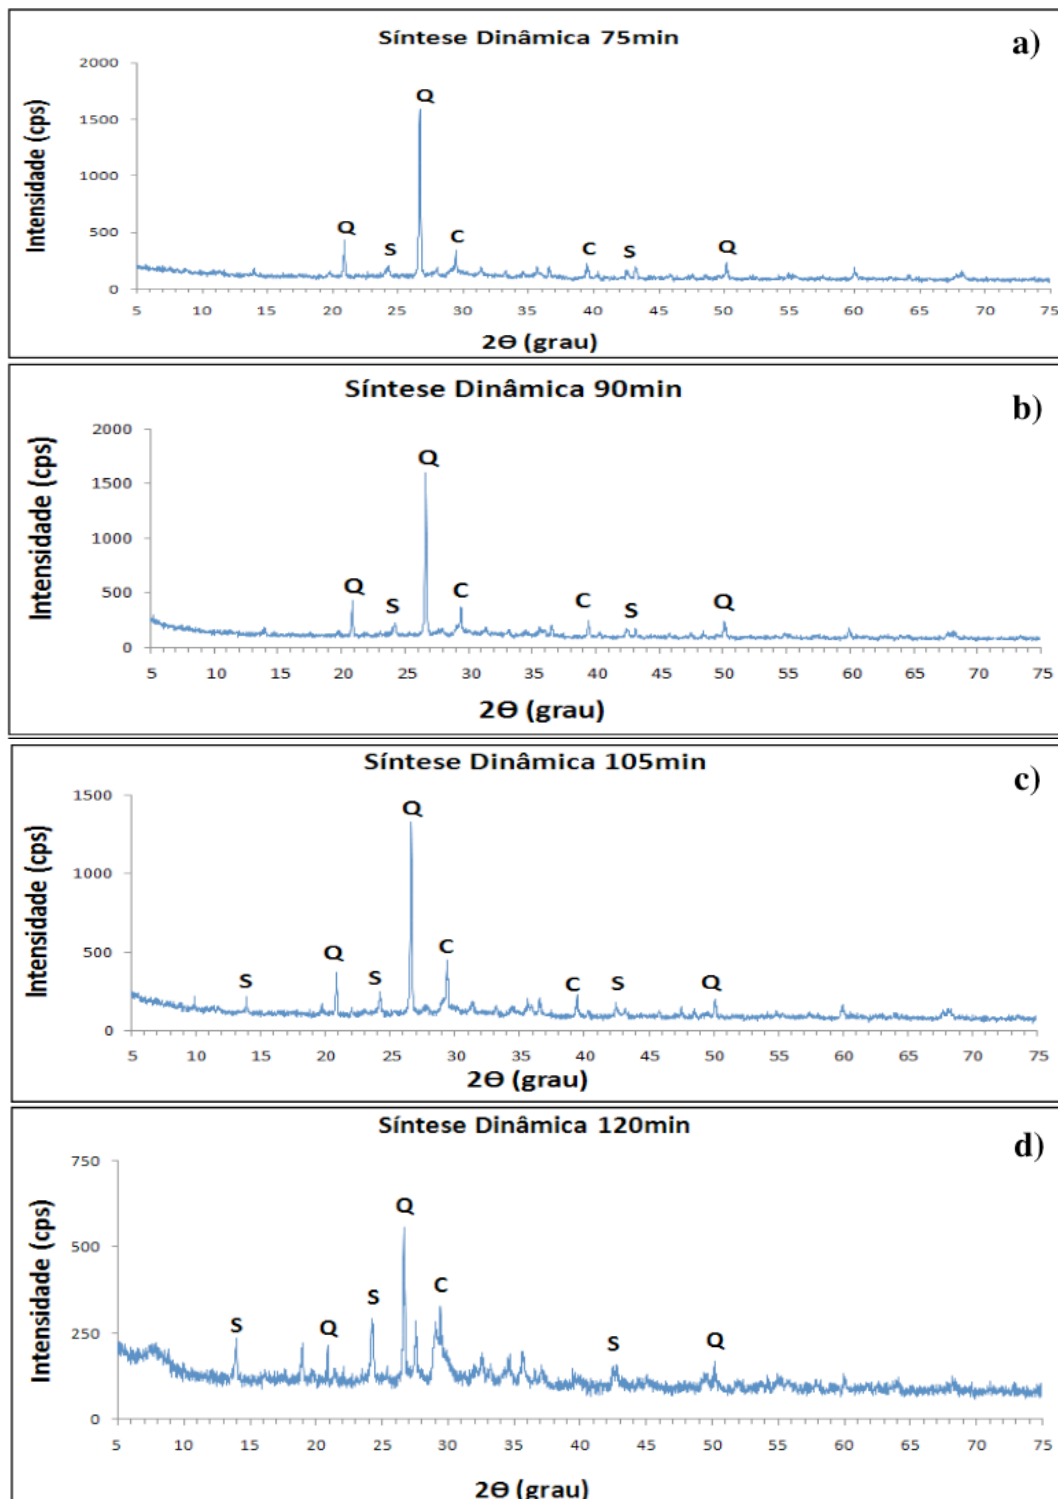 Síntese Dinâmica 75min
a)
Intensidade (cps)
2000
1500
1000
500
0
Q
Q
S
C
C
S
Q
5 10 15 20 25 30 35 40 45 50 55 60 65 70 75
2Ө (grau)
Síntese Dinâmica 90min
b)
Intensidade (cps)
2000
1500
1000
500
0
Q
Q
S
C
C
S
Q
5 10 15 20 25 30 35 40 45 50 55 60 65 70 75
2Ө (grau)
Síntese Dinâmica 105min
c)
Intensidade (cps)
1500
1000
500
0
S
Q
S
Q
C
C
S
Q
5 10 15 20 25 30 35 40 45 50 55 60 65 70 75
2Ө (grau)
Síntese Dinâmica 120min
d)
Intensidade (cps)
750
500
250
0
S
Q
S
Q
C
S
Q
5 10 15 20 25 30 35 40 45 50 55 60 65 70 75
2Ө (grau)